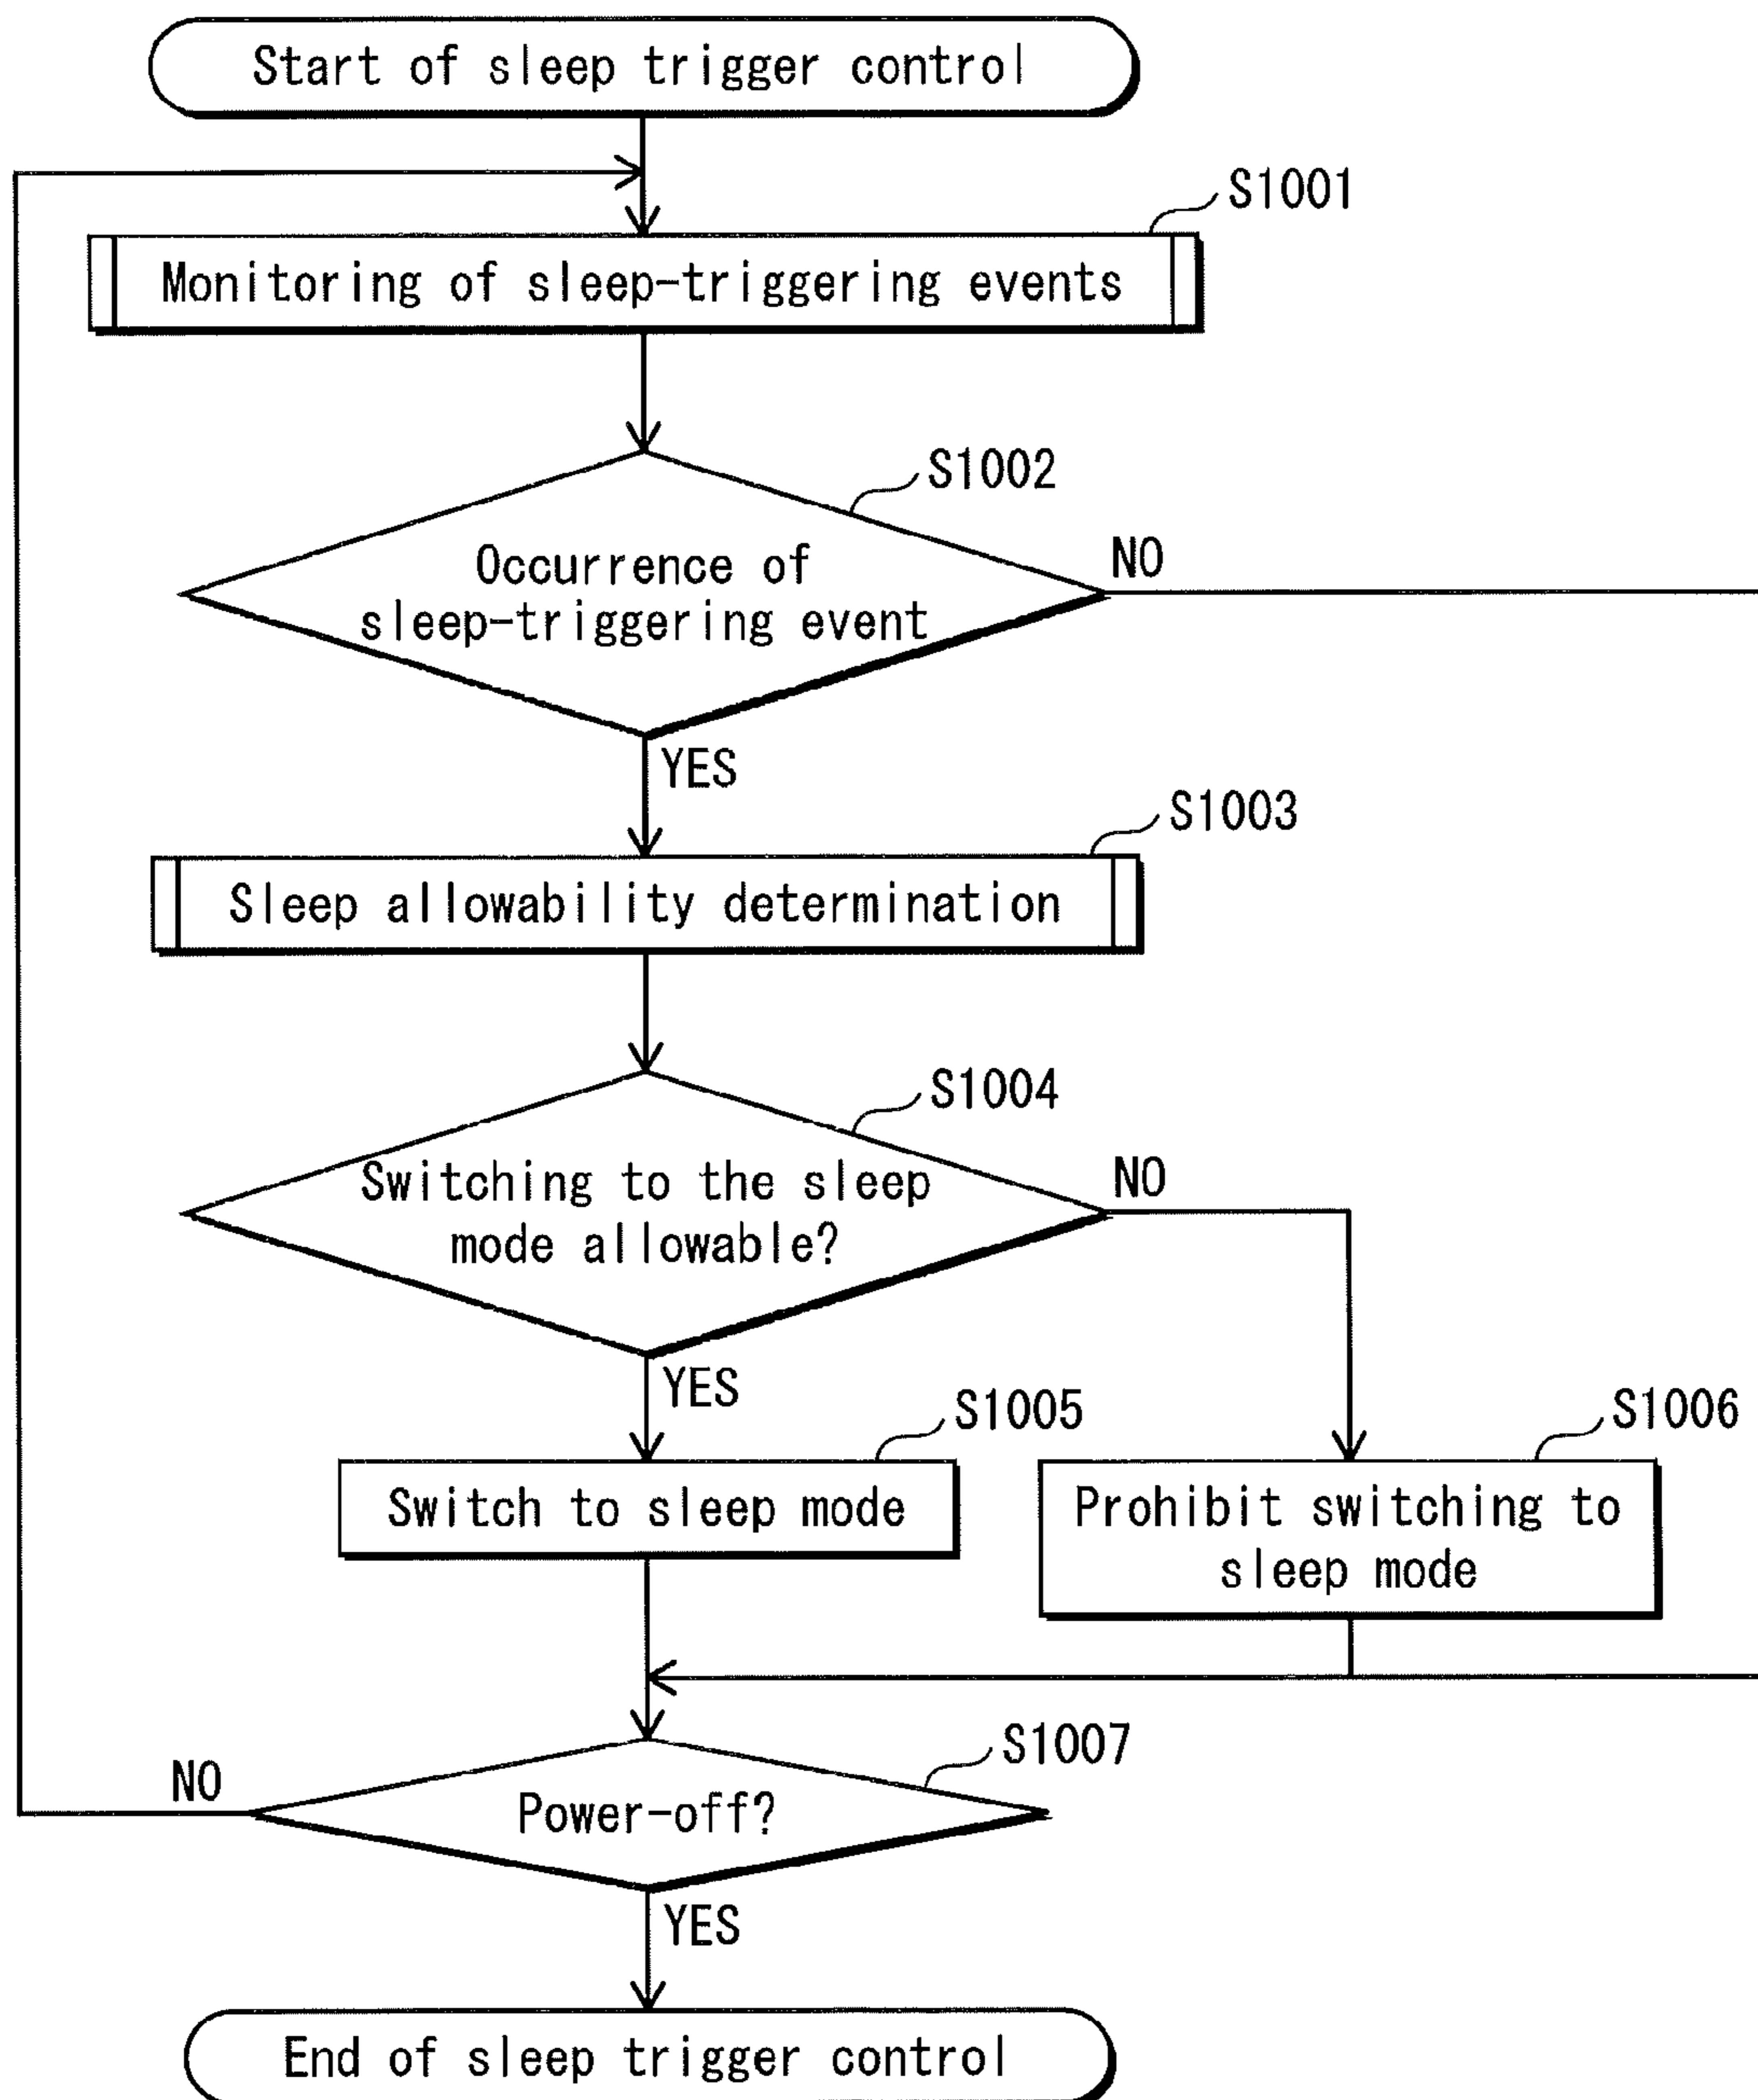 Start of sleep trigger control
S1001
Monitoring of sleep-triggering events
S1002
Occurrence of
sleep-triggering event
NO
YES
S1003
Sleep allowability determination
S1004
Switching to the sleep
mode allowable?
NO
YES
S1005
Switch to sleep mode
S1006
Prohibit switching to
sleep mode
S1007
Power-off?
NO
YES
End of sleep trigger control